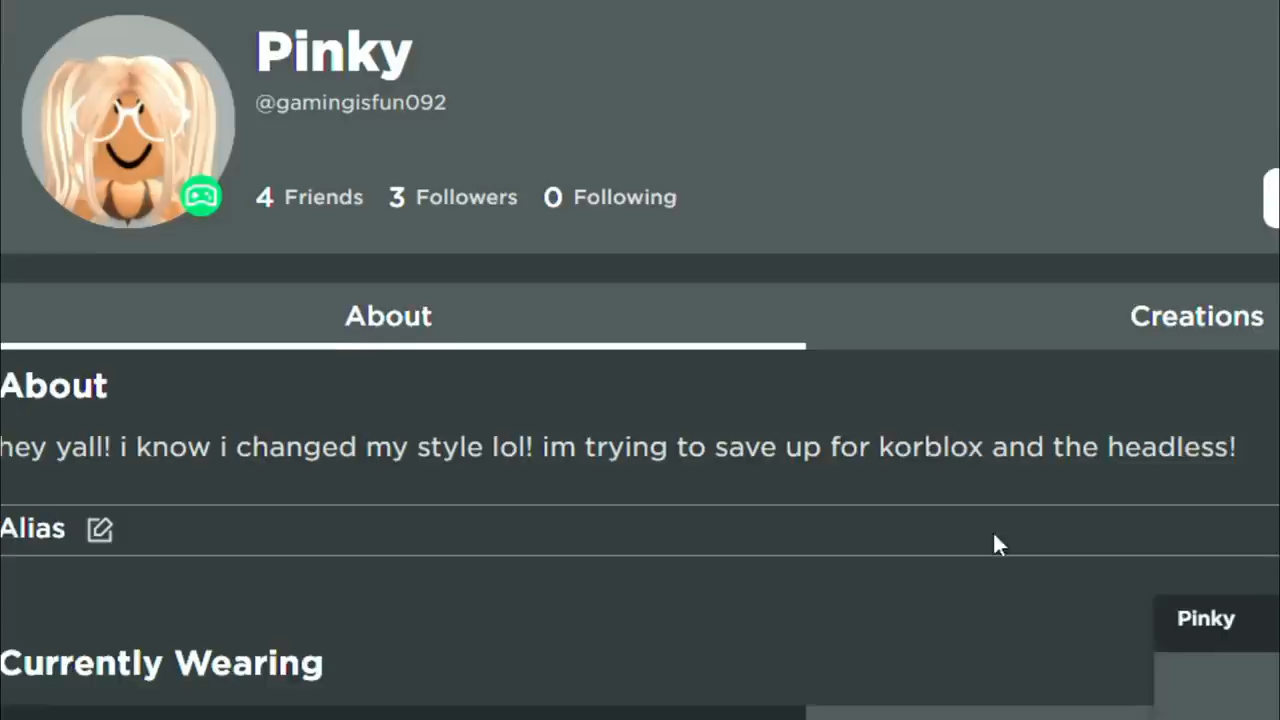 Pinky
@gamingisfun092
4 Friends 3 Followers 0 Following
About Creations
About
hey yall! i know i changed my style lol! im trying to save up for korblox and the headless!
Alias
Pinky
Currently Wearing